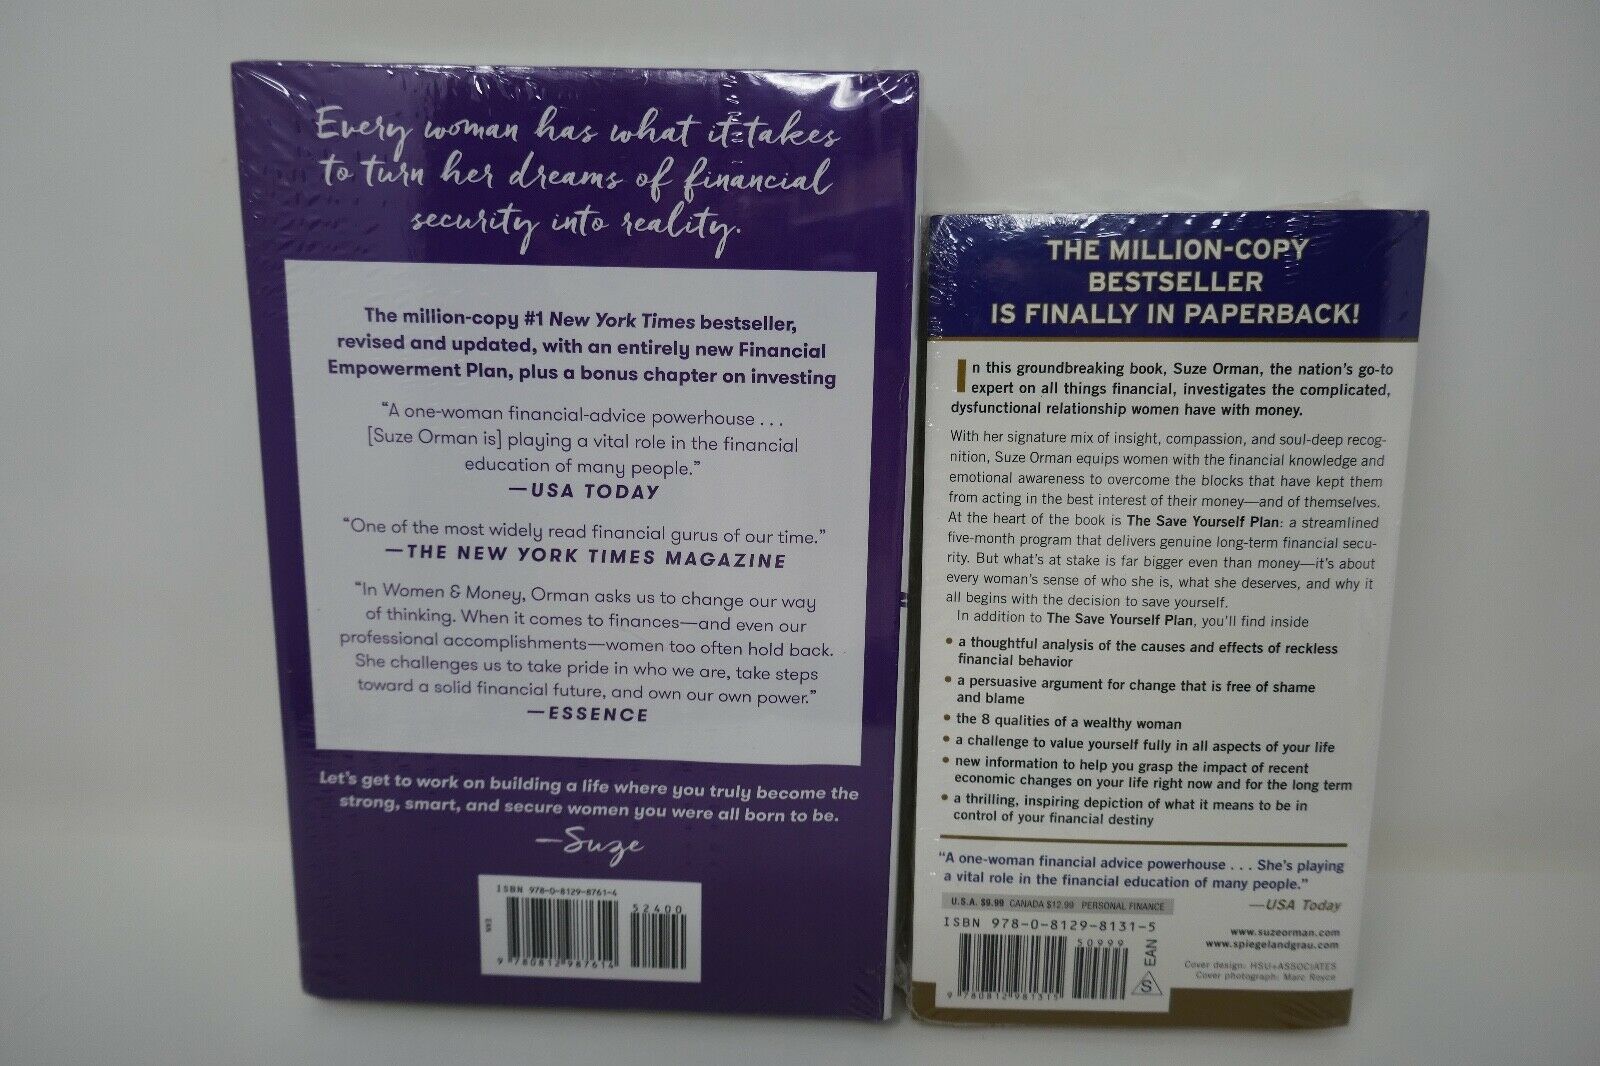 Every woman has what it takes
to turn her dreams of financial
security into reality.
The million-copy #1 New York Times bestseller,
revised and updated, with an entirely new Financial
Empowerment Plan, plus a bonus chapter on investing
“A one-woman financial-advice powerhouse . . .
[Suze Orman is] playing a vital role in the financial
education of many people.”
—USA TODAY
“One of the most widely read financial gurus of our time.”
—THE NEW YORK TIMES MAGAZINE
“In Women & Money, Orman asks us to change our way
of thinking. When it comes to finances—and even our
professional accomplishments—women too often hold back.
She challenges us to take pride in who we are, take steps
toward a solid financial future, and own our own power.”
—ESSENCE
Let's get to work on building a life where you truly become the
strong, smart, and secure women you were all born to be.
—Suze
ISBN 978-0-8129-8761-4
52400
EAN
9 780812 987614
THE MILLION-COPY
BESTSELLER
IS FINALLY IN PAPERBACK!
In this groundbreaking book, Suze Orman, the nation's go-to
expert on all things financial, investigates the complicated,
dysfunctional relationship women have with money.
With her signature mix of insight, compassion, and soul-deep recog-
nition, Suze Orman equips women with the financial knowledge and
emotional awareness to overcome the blocks that have kept them
from acting in the best interest of their money—and of themselves.
At the heart of the book is The Save Yourself Plan: a streamlined
five-month program that delivers genuine long-term financial secu-
rity. But what's at stake is far bigger even than money—it's about
every woman's sense of who she is, what she deserves, and why it
all begins with the decision to save yourself.
In addition to The Save Yourself Plan, you'll find inside
• a thoughtful analysis of the causes and effects of reckless
financial behavior
• a persuasive argument for change that is free of shame
and blame
• the 8 qualities of a wealthy woman
• a challenge to value yourself fully in all aspects of your life
• new information to help you grasp the impact of recent
economic changes on your life right now and for the long term
• a thrilling, inspiring depiction of what it means to be in
control of your financial destiny
“A one-woman financial advice powerhouse . . . She's playing
a vital role in the financial education of many people.”
—USA Today
U.S.A. $9.99 CANADA $12.99 PERSONAL FINANCE
ISBN 978-0-8129-8131-5
50999
EAN
S
9 780812 981315
www.suzeorman.com
www.spiegelandgrau.com
Cover design: HSU+ASSOCIATES
Cover photograph: Marc Royce